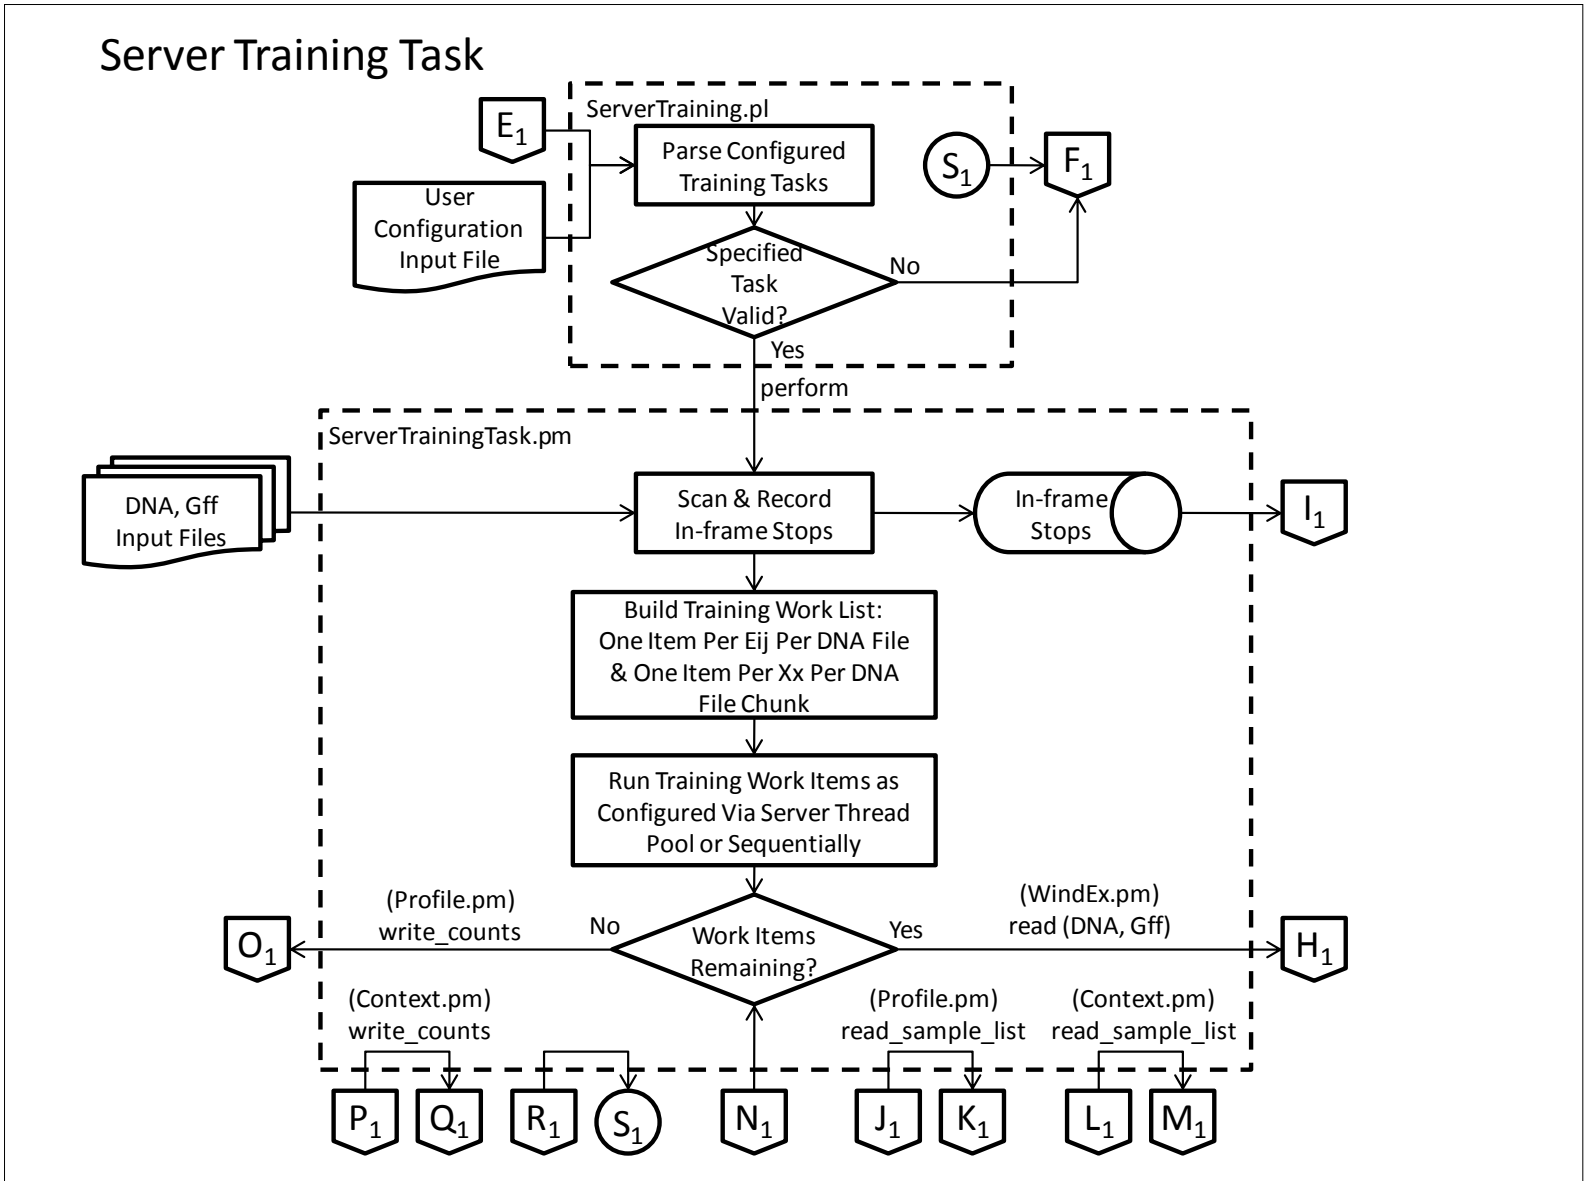 Server Training Task
ServerTraining.pl
E1
Parse Configured
Training Tasks
S1
F1
User
Configuration
Input File
Specified
Task
Valid?
No
Yes
perform
ServerTrainingTask.pm
DNA, Gff
Input Files
Scan & Record
In-frame Stops
In-frame
Stops
I1
Build Training Work List:
One Item Per Eij Per DNA File
& One Item Per Xx Per DNA
File Chunk
Run Training Work Items as
Configured Via Server Thread
Pool or Sequentially
(Profile.pm)
write_counts
No
Work Items
Remaining?
Yes
(WindEx.pm)
read (DNA, Gff)
O1
H1
(Context.pm)
write_counts
(Profile.pm)
read_sample_list
(Context.pm)
read_sample_list
P1
Q1
R1
S1
N1
J1
K1
L1
M1